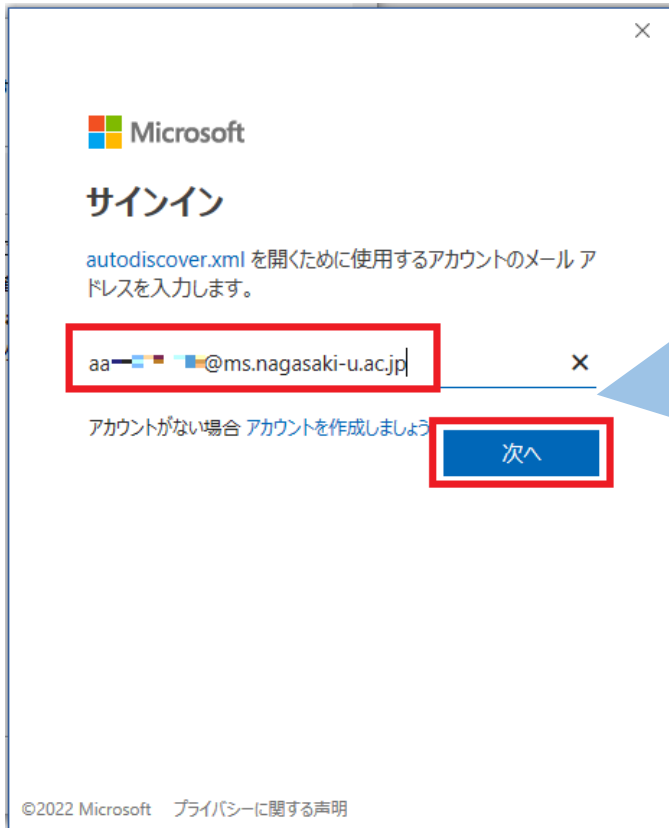 Microsoft
サインイン
autodiscover.xml を開くために使用するアカウントのメール ア
ドレスを入力します。
aa @ms.nagasaki-u.ac.jp
アカウントがない場合 アカウントを作成しましょう
次へ
©2022 Microsoft プライバシーに関する声明